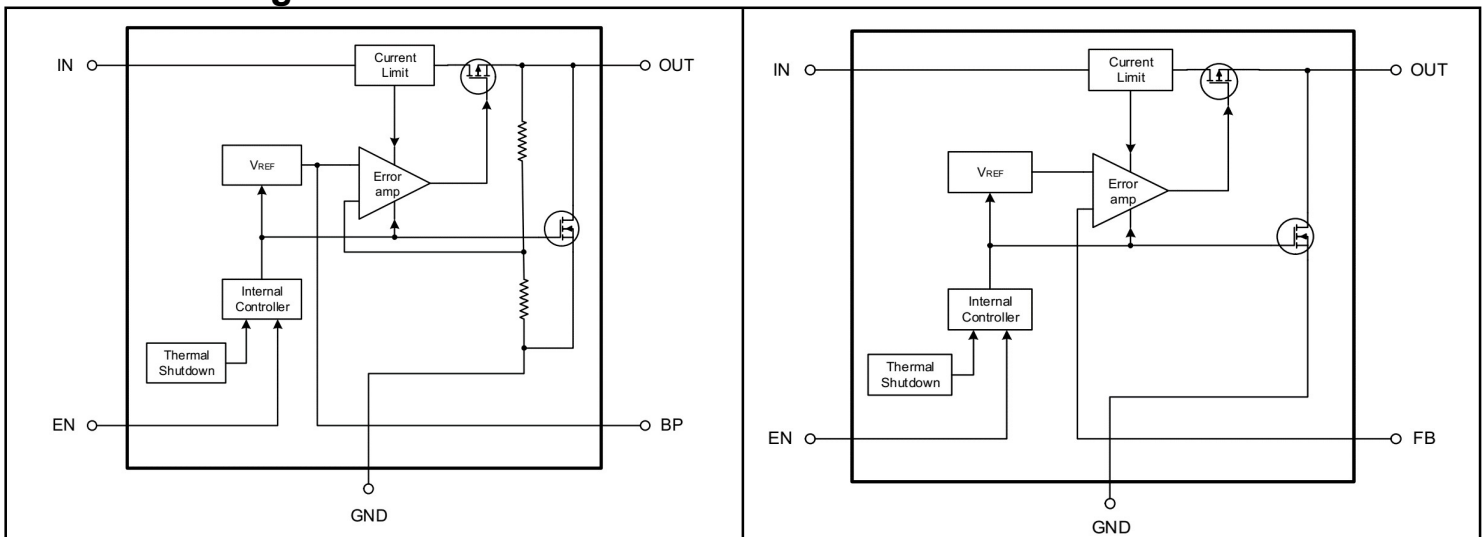 g
IN
Current
Limit
OUT
VREF
Error
amp
Internal
Controller
Thermal
Shutdown
EN
BP
GND
IN
Current
Limit
OUT
VREF
Error
amp
Internal
Controller
Thermal
Shutdown
EN
FB
GND